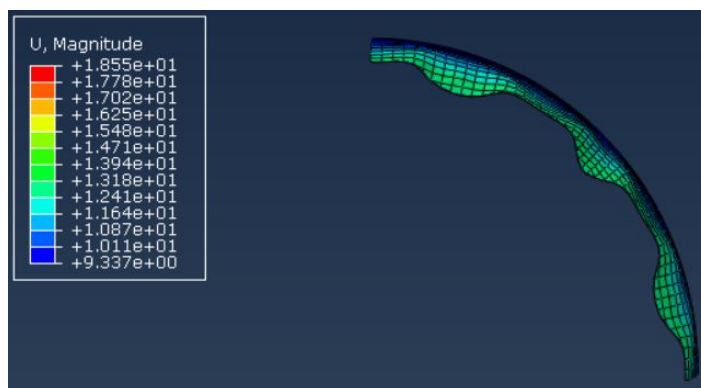 U, Magnitude
+1.855e+01
+1.778e+01
+1.702e+01
+1.625e+01
+1.548e+01
+1.471e+01
+1.394e+01
+1.318e+01
+1.241e+01
+1.164e+01
+1.087e+01
+1.011e+01
+9.337e+00